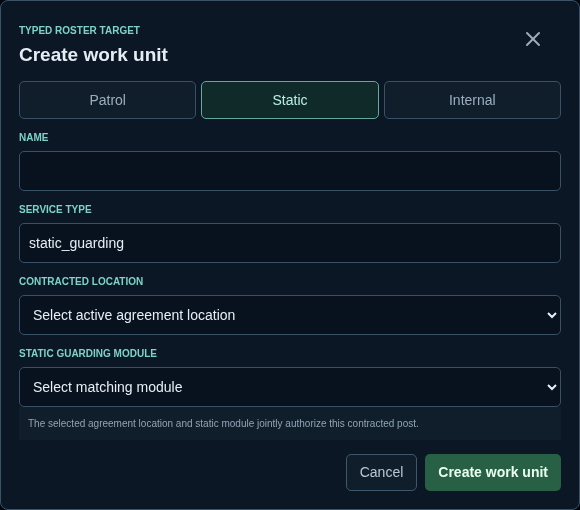 TYPED ROSTER TARGET
Create work unit
Patrol Static Internal
NAME
SERVICE TYPE
static_guarding
CONTRACTED LOCATION
Select active agreement location
STATIC GUARDING MODULE
Select matching module
The selected agreement location and static module jointly authorize this contracted post.
Cancel Create work unit